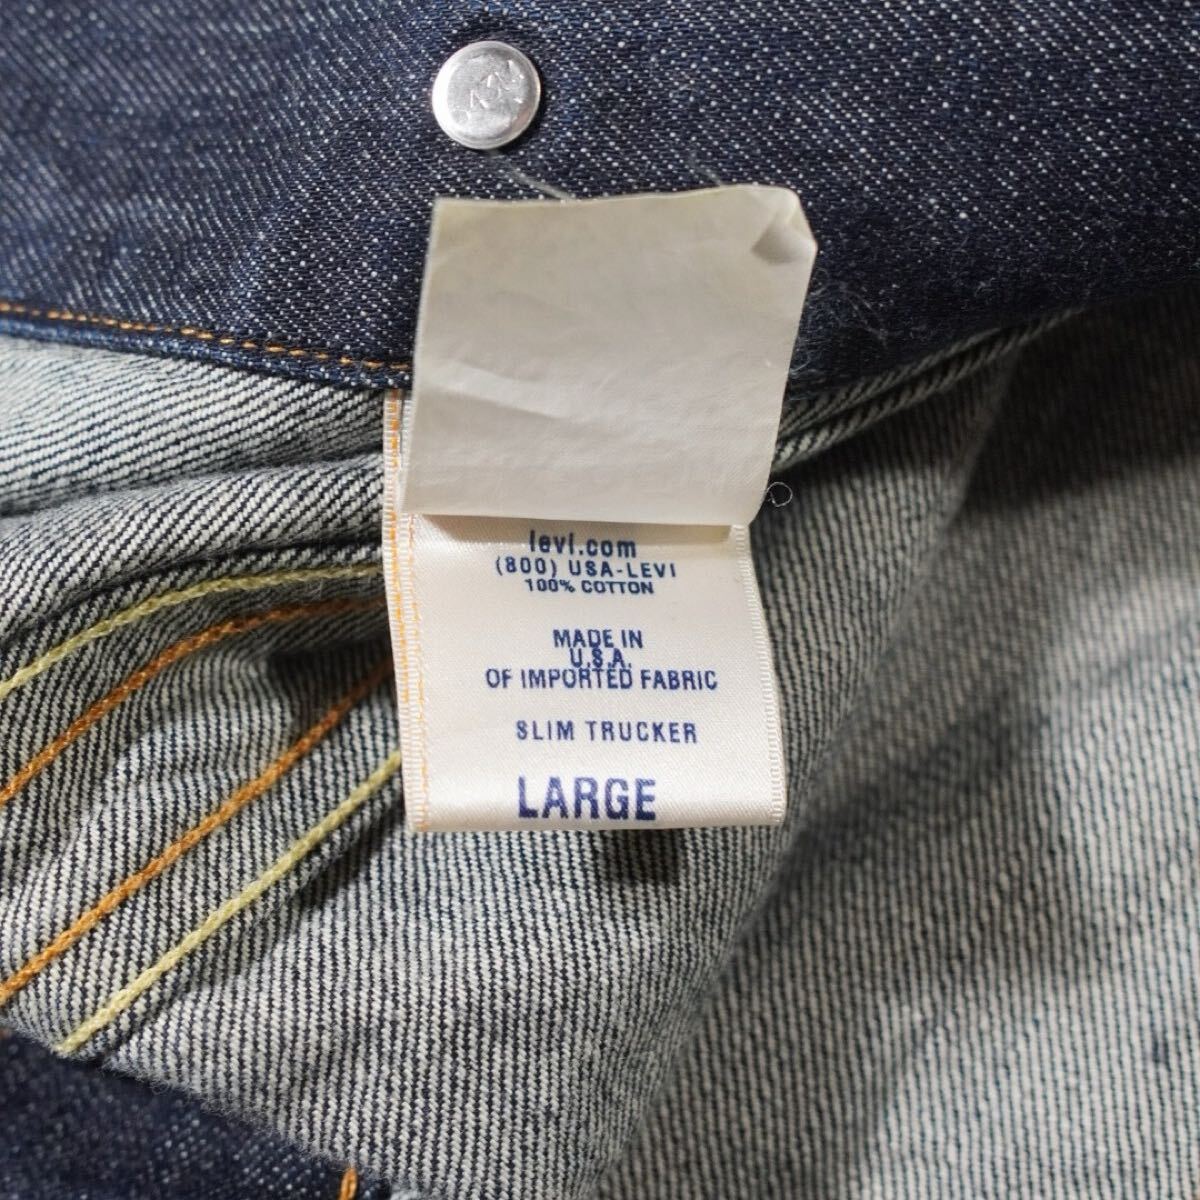 levi.com
(800) USA-LEVI
100% COTTON
MADE IN
U.S.A.
OF IMPORTED FABRIC
SLIM TRUCKER
LARGE